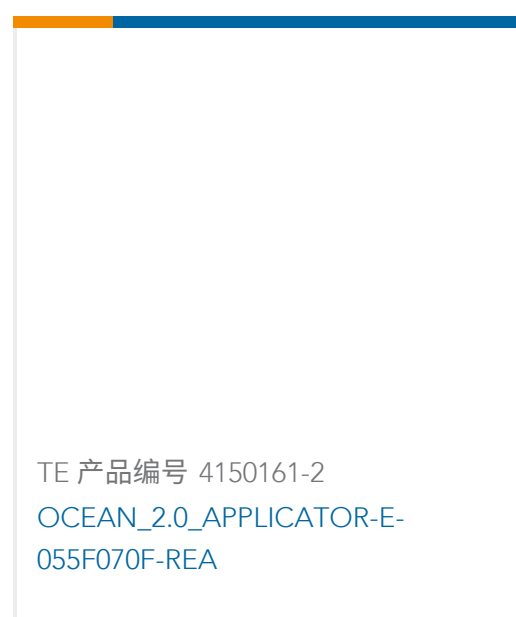 TE 产品编号 4150161-2
OCEAN_2.0_APPLICATOR-E-
055F070F-REA